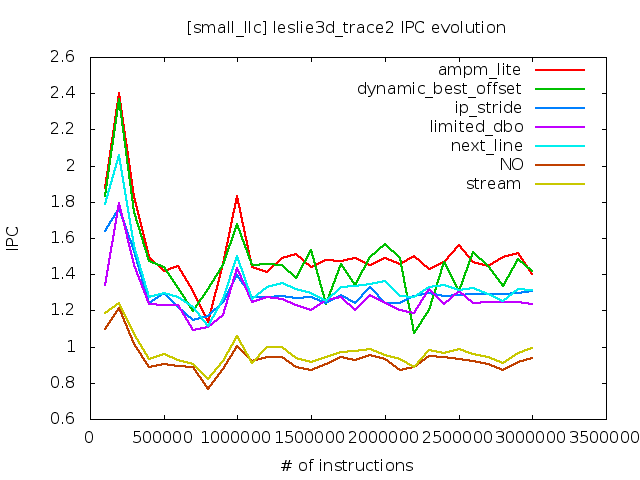 [small_llc] leslie3d_trace2 IPC evolution
2.6
2.4
2.2
2
1.8
1.6
1.4
1.2
1
0.8
0.6
IPC
ampm_lite
dynamic_best_offset
ip_stride
limited_dbo
next_line
NO
stream
0 500000 1000000 1500000 2000000 2500000 3000000 3500000
# of instructions